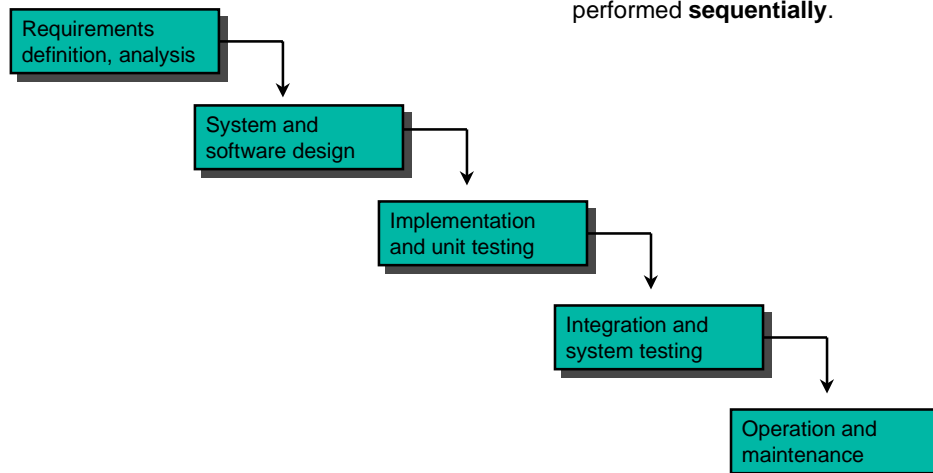 performed sequentially.
Requirements
definition, analysis
System and
software design
Implementation
and unit testing
Integration and
system testing
Operation and
maintenance